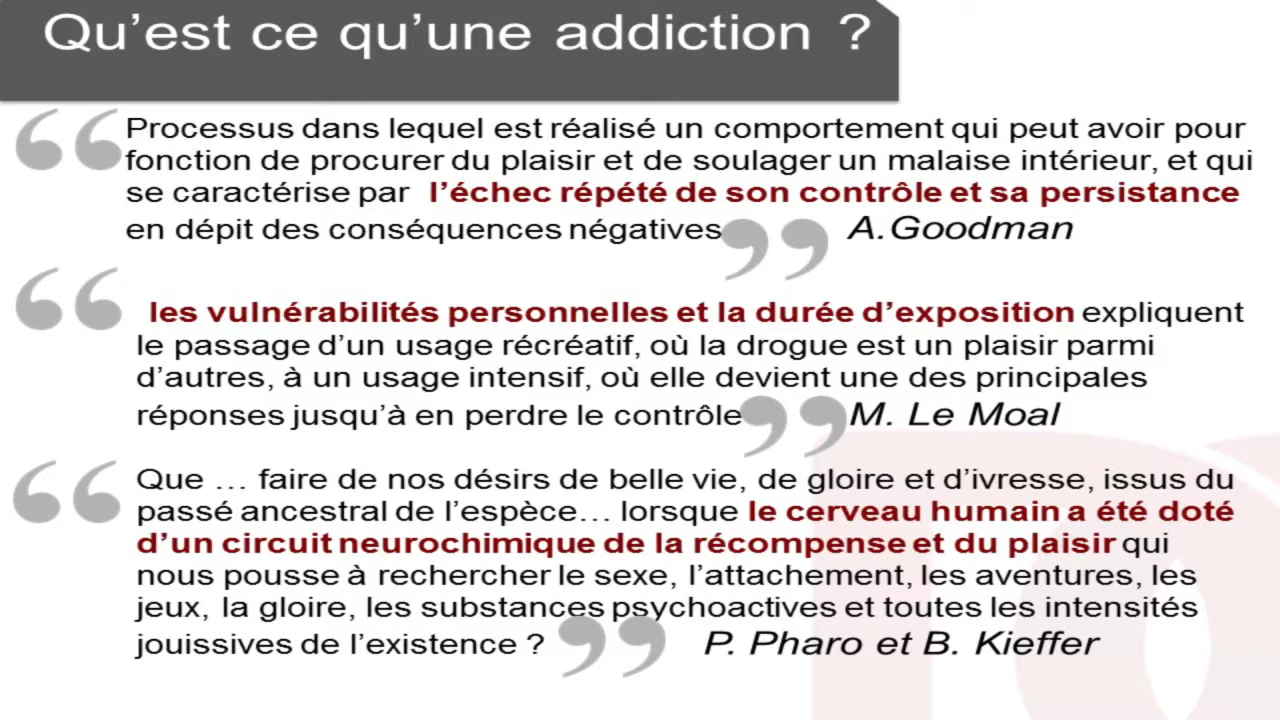 Qu’est ce qu’une addiction ?
“ Processus dans lequel est réalisé un comportement qui peut avoir pour
fonction de procurer du plaisir et de soulager un malaise intérieur, et qui
se caractérise par l’échec répété de son contrôle et sa persistance
en dépit des conséquences négatives ” A.Goodman
“ les vulnérabilités personnelles et la durée d’exposition expliquent
le passage d’un usage récréatif, où la drogue est un plaisir parmi
d’autres, à un usage intensif, où elle devient une des principales
réponses jusqu’à en perdre le contrôle ” M. Le Moal
“ Que … faire de nos désirs de belle vie, de gloire et d’ivresse, issus du
passé ancestral de l’espèce… lorsque le cerveau humain a été doté
d’un circuit neurochimique de la récompense et du plaisir qui
nous pousse à rechercher le sexe, l’attachement, les aventures, les
jeux, la gloire, les substances psychoactives et toutes les intensités
jouissives de l’existence ? ” P. Pharo et B. Kieffer